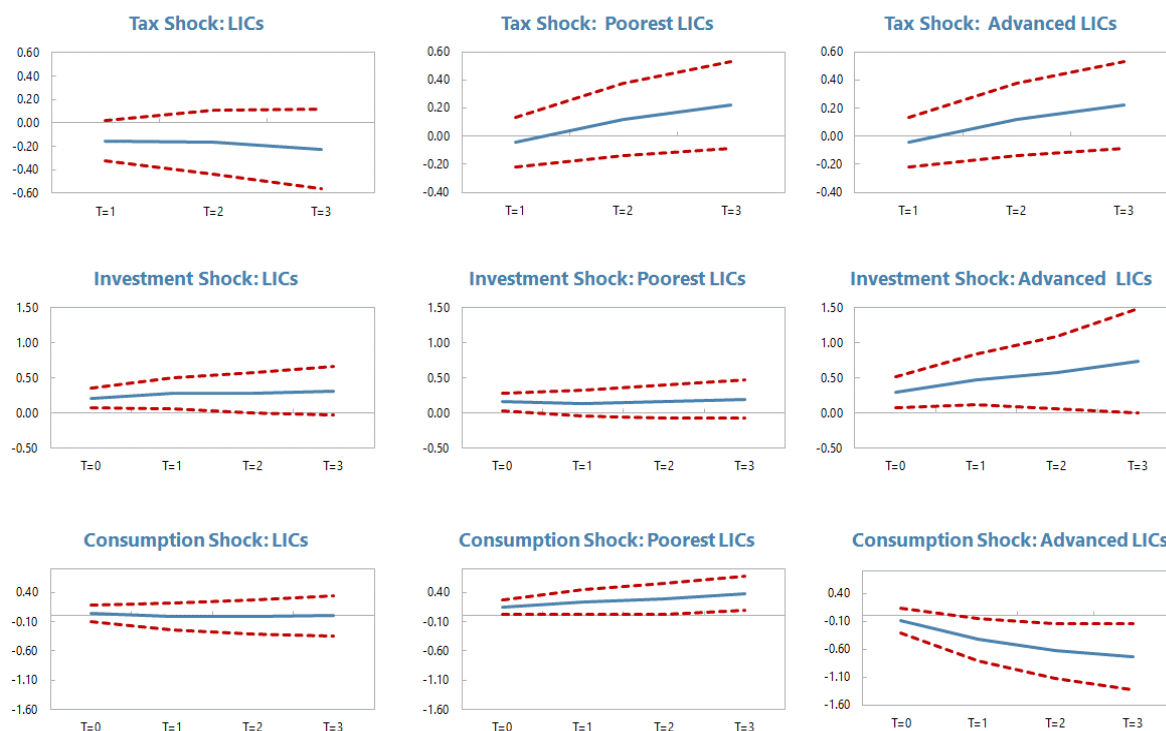 Tax Shock: LICs
0.60
0.40
0.20
0.00
-0.20
-0.40
-0.60
T=1 T=2 T=3
Tax Shock: Poorest LICs
0.60
0.40
0.20
0.00
-0.20
-0.40
T=1 T=2 T=3
Tax Shock: Advanced LICs
0.60
0.40
0.20
0.00
-0.20
-0.40
T=1 T=2 T=3
Investment Shock: LICs
1.50
1.00
0.50
0.00
-0.50
T=0 T=1 T=2 T=3
Investment Shock: Poorest LICs
1.50
1.00
0.50
0.00
-0.50
T=0 T=1 T=2 T=3
Investment Shock: Advanced LICs
1.50
1.00
0.50
0.00
-0.50
T=0 T=1 T=2 T=3
Consumption Shock: LICs
0.40
-0.10
-0.60
-1.10
-1.60
T=0 T=1 T=2 T=3
Consumption Shock: Poorest LICs
0.40
-0.10
-0.60
-1.10
-1.60
T=0 T=1 T=2 T=3
Consumption Shock: Advanced LICs
0.40
-0.10
-0.60
-1.10
-1.60
T=0 T=1 T=2 T=3